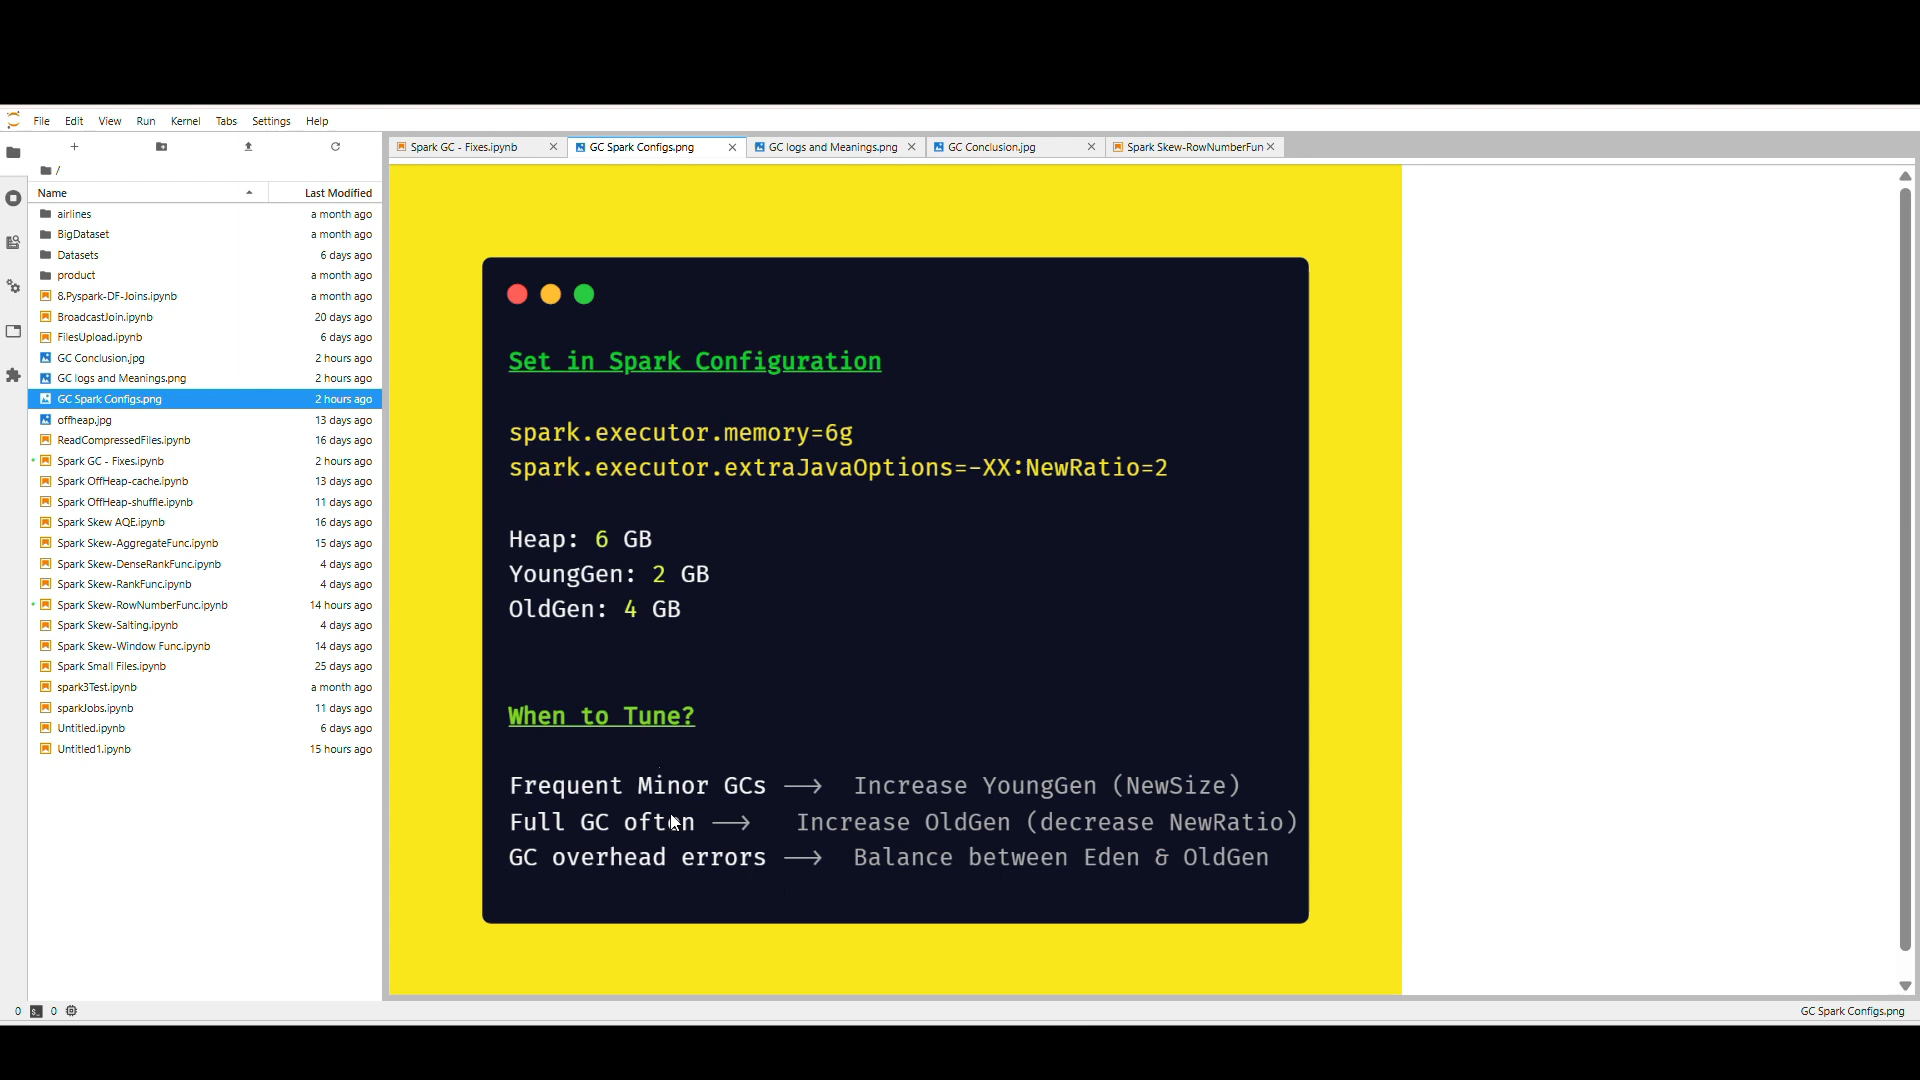 File Edit View Run Kernel Tabs Settings Help
/
Name Last Modified
airlines a month ago
BigDataset a month ago
Datasets 6 days ago
product a month ago
8.Pyspark-DF-Joins.ipynb a month ago
BroadcastJoin.ipynb 20 days ago
FilesUpload.ipynb 6 days ago
GC Conclusion.jpg 2 hours ago
GC logs and Meanings.png 2 hours ago
GC Spark Configs.png 2 hours ago
offheap.jpg 13 days ago
ReadCompressedFiles.ipynb 16 days ago
Spark GC - Fixes.ipynb 2 hours ago
Spark OffHeap-cache.ipynb 13 days ago
Spark OffHeap-shuffle.ipynb 11 days ago
Spark Skew AQE.ipynb 16 days ago
Spark Skew-AggregateFunc.ipynb 15 days ago
Spark Skew-DenseRankFunc.ipynb 4 days ago
Spark Skew-RankFunc.ipynb 4 days ago
Spark Skew-RowNumberFunc.ipynb 14 hours ago
Spark Skew-Salting.ipynb 4 days ago
Spark Skew-Window Func.ipynb 14 days ago
Spark Small Files.ipynb 25 days ago
spark3Test.ipynb a month ago
sparkJobs.ipynb 11 days ago
Untitled.ipynb 6 days ago
Untitled1.ipynb 15 hours ago
Spark GC - Fixes.ipynb GC Spark Configs.png GC logs and Meanings.png GC Conclusion.jpg Spark Skew-RowNumberFun
Set in Spark Configuration
spark.executor.memory=6g
spark.executor.extraJavaOptions=-XX:NewRatio=2
Heap: 6 GB
YoungGen: 2 GB
OldGen: 4 GB
When to Tune?
Frequent Minor GCs → Increase YoungGen (NewSize)
Full GC often → Increase OldGen (decrease NewRatio)
GC overhead errors → Balance between Eden & OldGen
0 0 GC Spark Configs.png